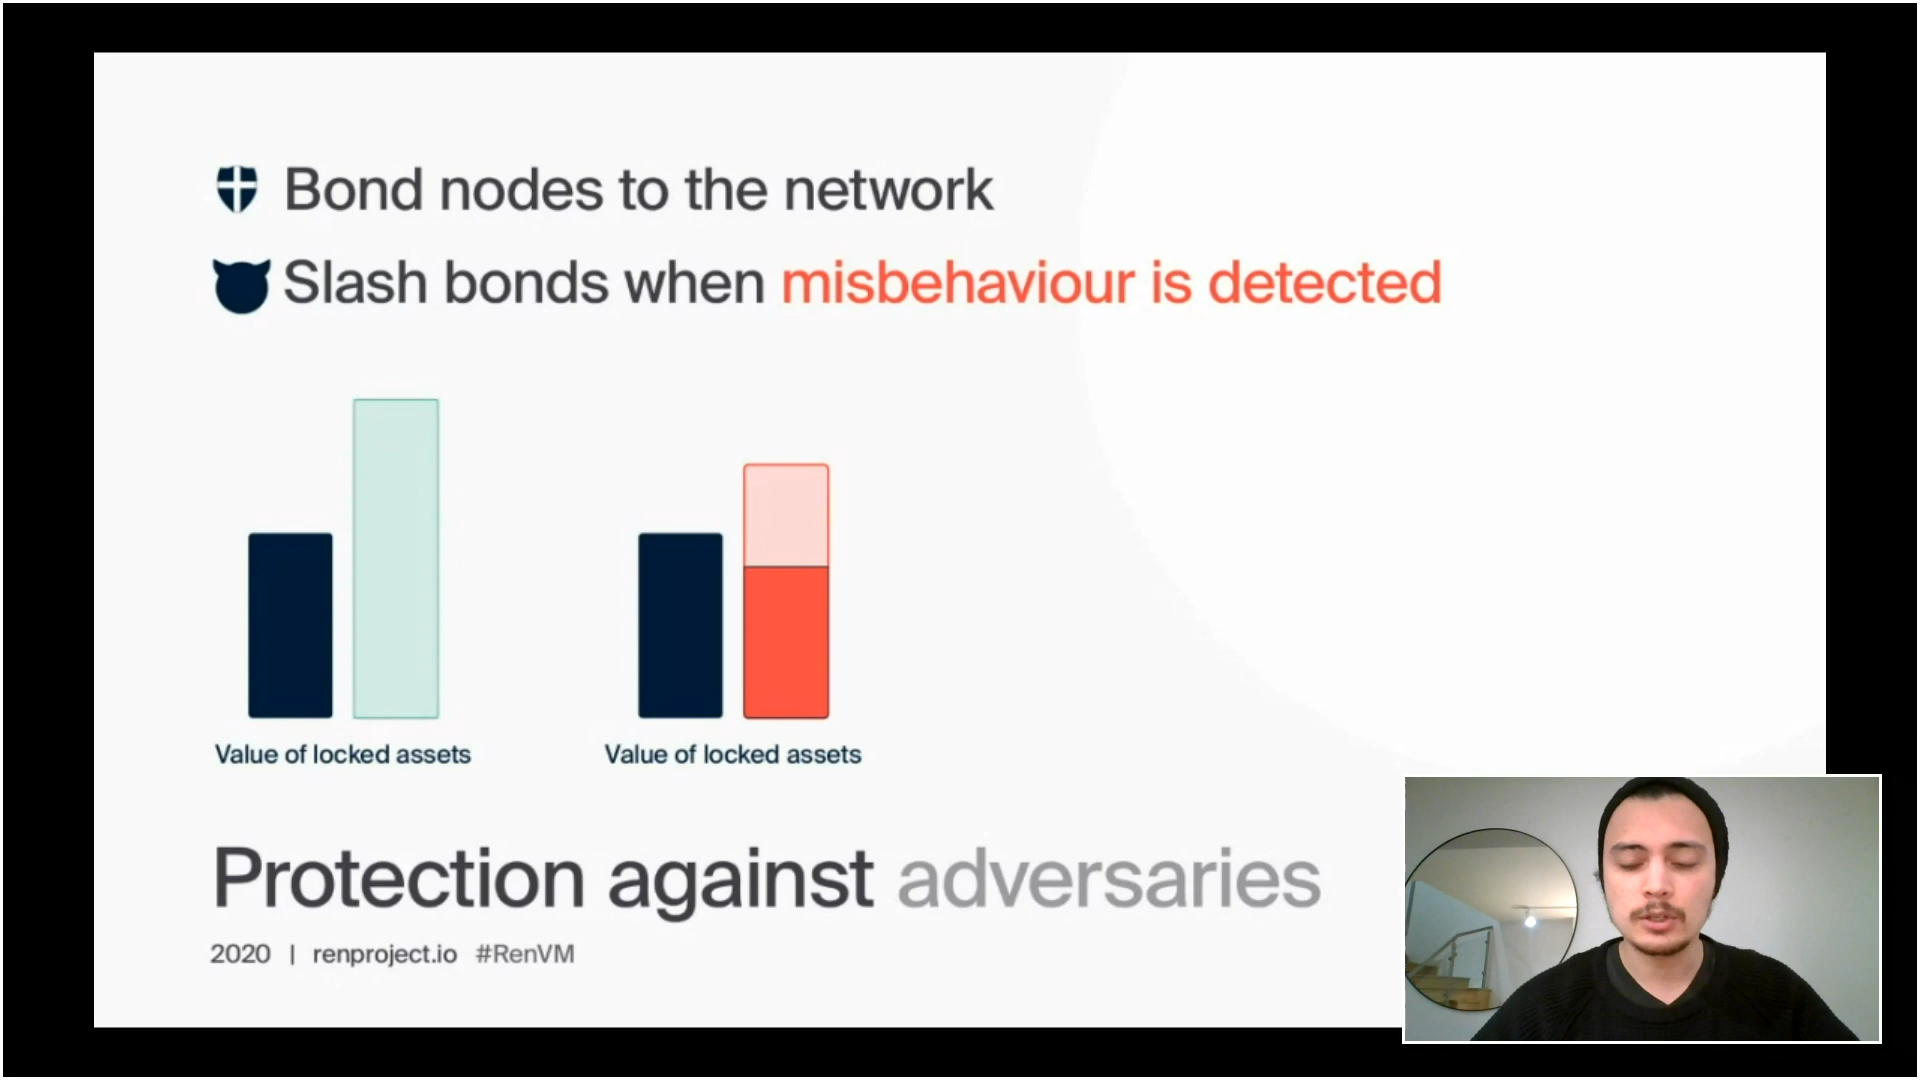 Bond nodes to the network
Slash bonds when misbehaviour is detected
Value of locked assets
Value of locked assets
Protection against adversaries
2020 | renproject.io #RenVM